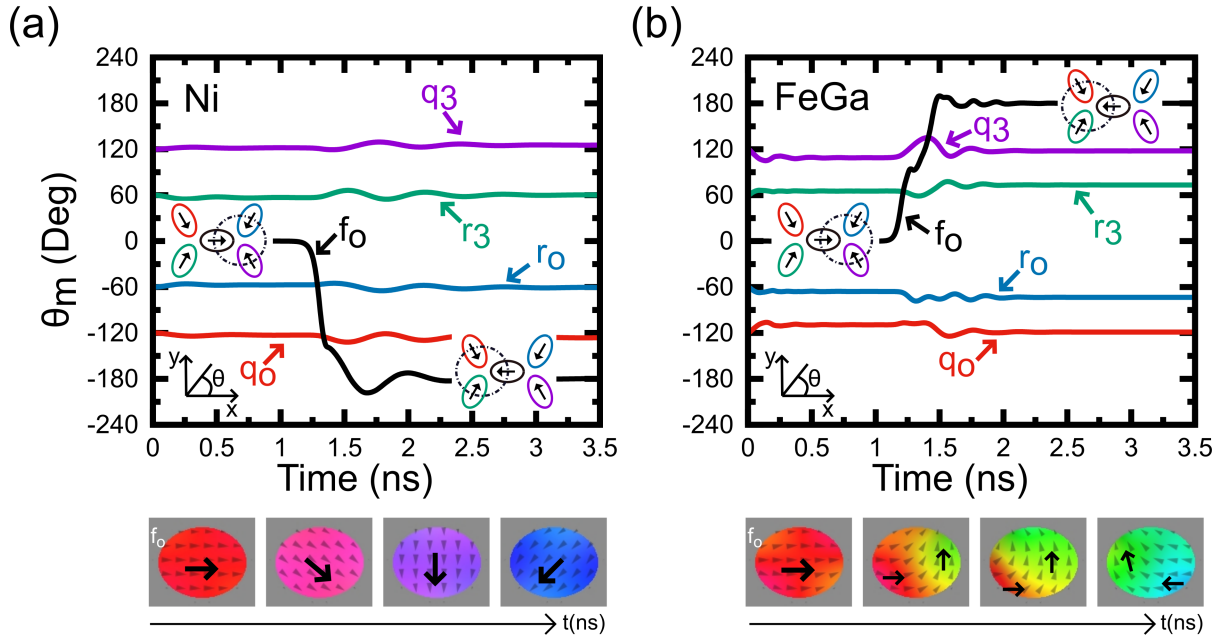 (a)
(b)
θm (Deg)
240
180
120
60
0
-60
-120
-180
-240
Ni
q3
r3
fo
ro
qo
y
θ
x
0 0.5 1 1.5 2 2.5 3 3.5
Time (ns)
240
180
120
60
0
-60
-120
-180
-240
FeGa
q3
r3
fo
ro
qo
y
θ
x
0 0.5 1 1.5 2 2.5 3 3.5
Time (ns)
fo
t(ns)
fo
t(ns)